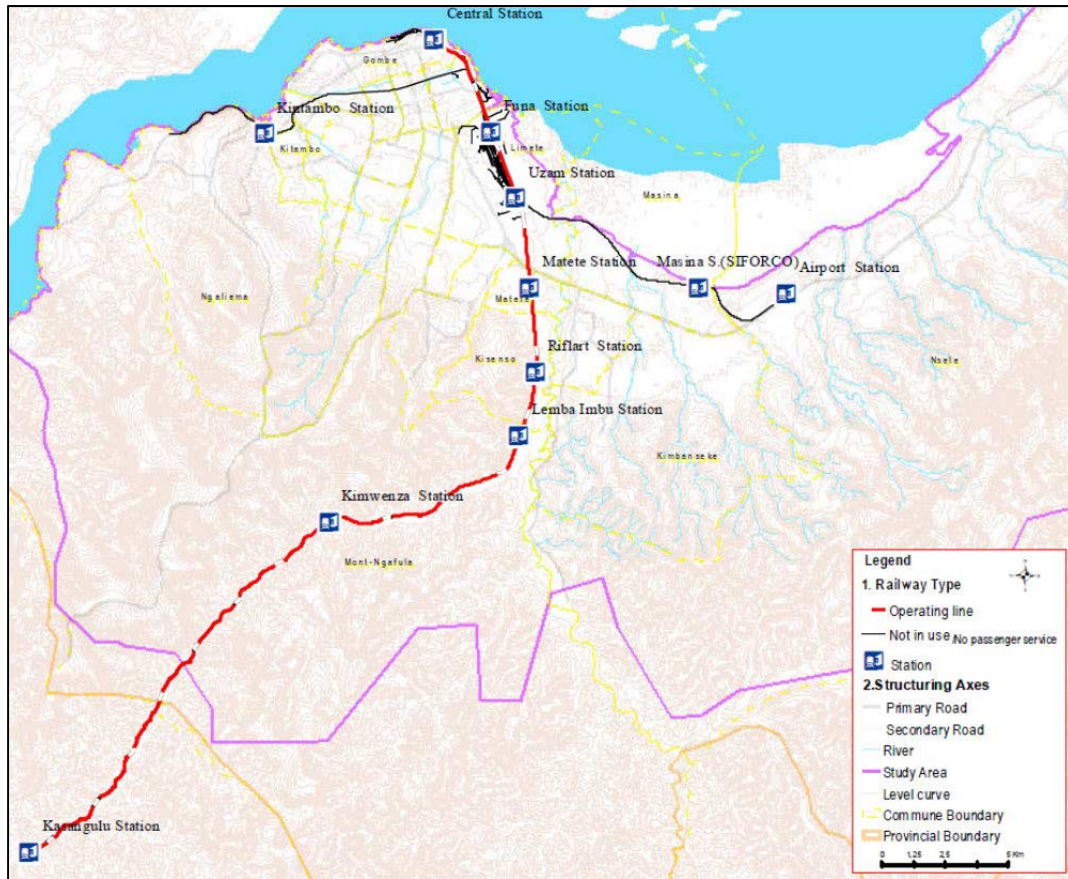 Central Station
Gombe
Kintambo Station
Funa Station
Kitambo
Limete
Uzam Station
Masina
Matete Station
Masina S.(SIFORCO)
Airport Station
Ngaliema
Matete
Riflart Station
Kisenso
Nsele
Lemba Imbu Station
Kimbanseke
Kimwenza Station
Mont-Ngafula
Kasangulu Station
Legend
1. Railway Type
Operating line
Not in use/No passenger service
Station
2.Structuring Axes
Primary Road
Secondary Road
River
Study Area
Level curve
Commune Boundary
Provincial Boundary
0 1,25 2,5 5 Km